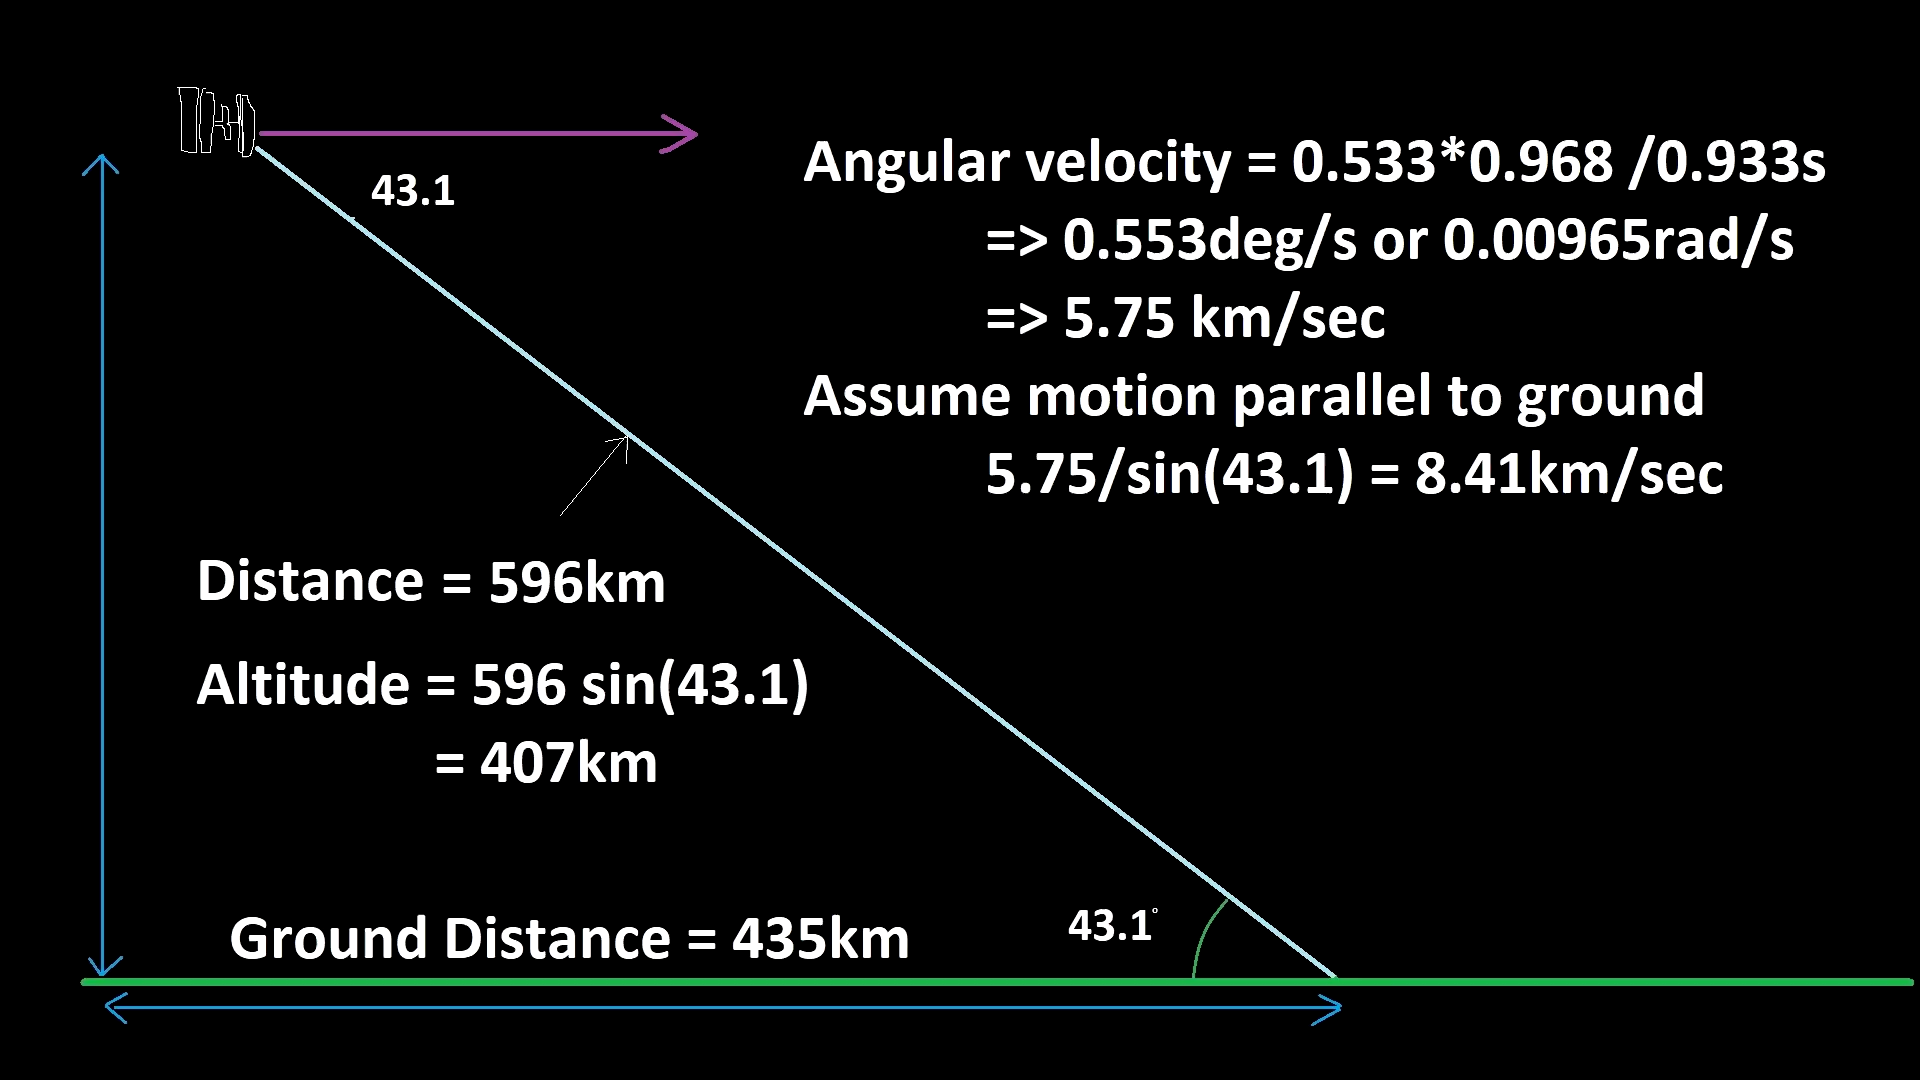 43.1
Angular velocity = 0.533*0.968 /0.933s
=> 0.553deg/s or 0.00965rad/s
=> 5.75 km/sec
Assume motion parallel to ground
5.75/sin(43.1) = 8.41km/sec
Distance = 596km
Altitude = 596 sin(43.1)
= 407km
Ground Distance = 435km
43.1°